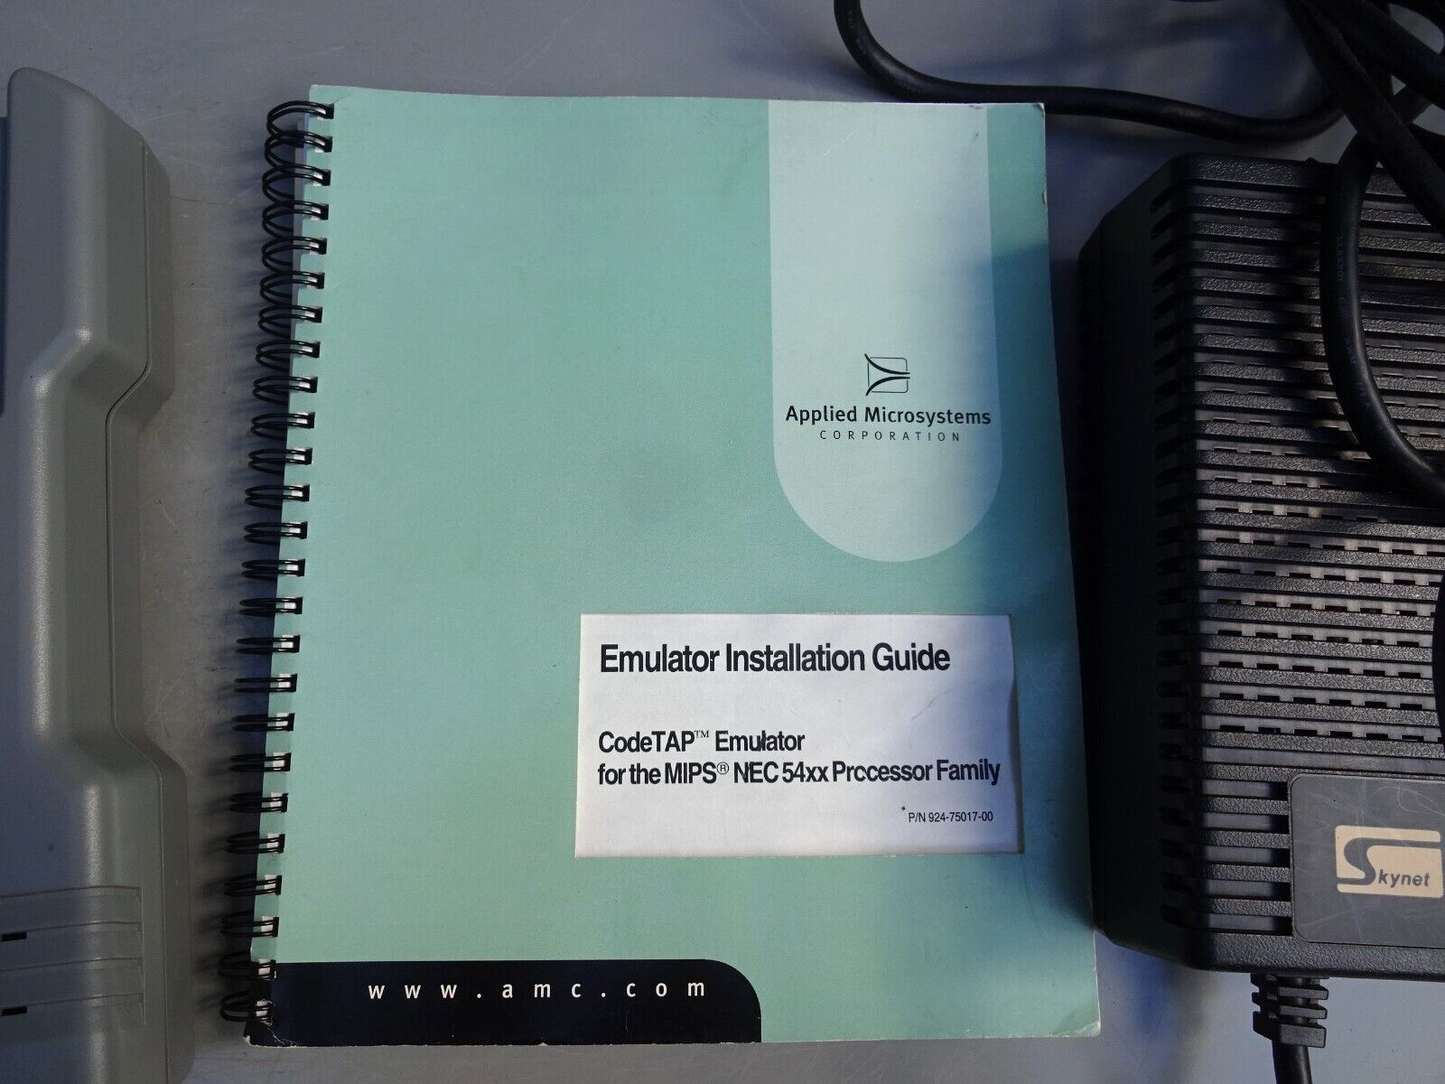 Applied Microsystems
CORPORATION
Emulator Installation Guide
CodeTAP™ Emulator
for the MIPS® NEC 54xx Processor Family
* P/N 924-75017-00
www.amc.com
Skynet